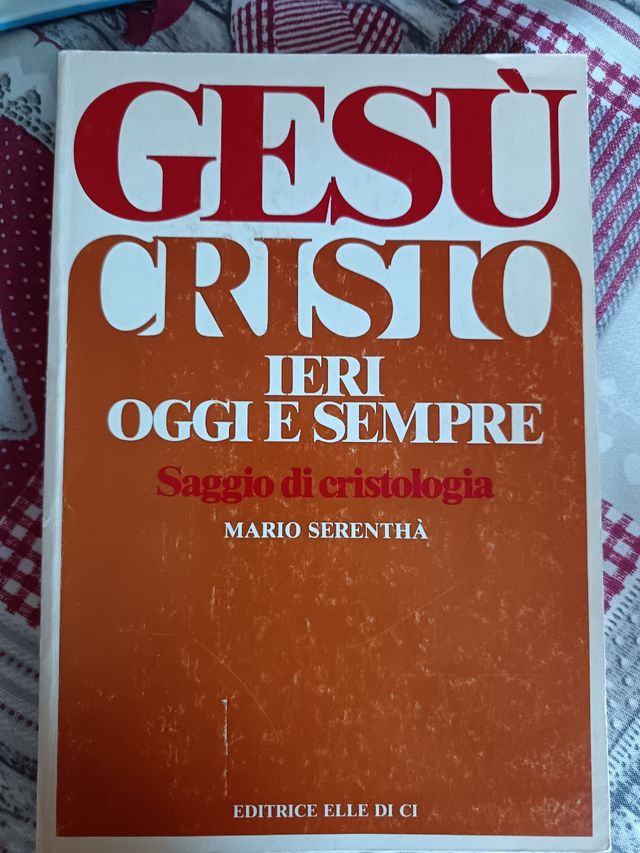 GESÙ
CRISTO
IERI
OGGI E SEMPRE
Saggio di cristologia
MARIO SERENTHÀ
EDITRICE ELLE DI CI